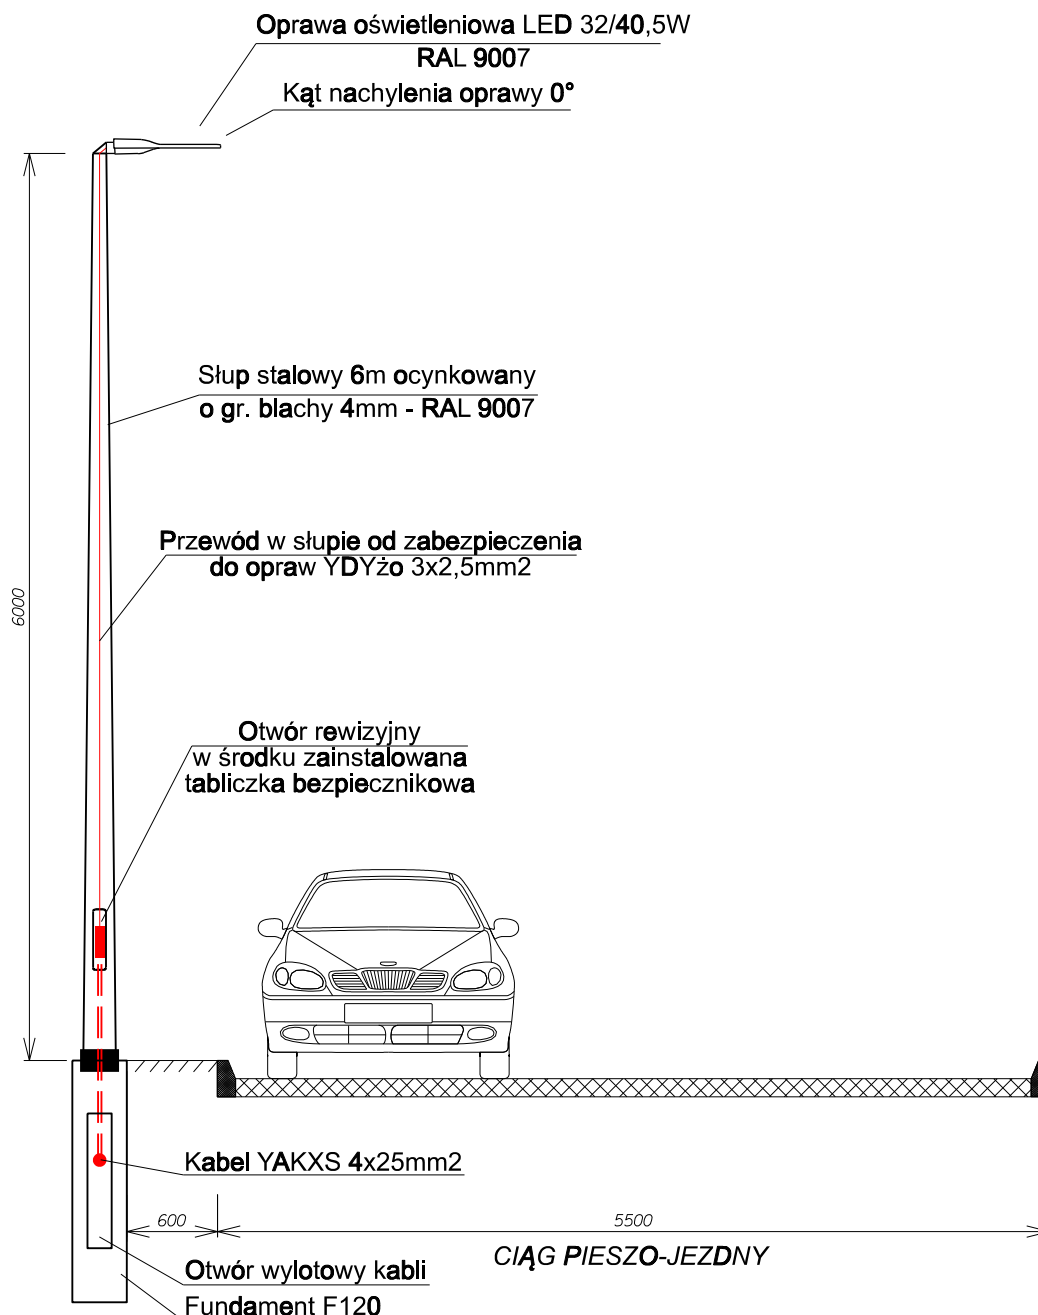 Oprawa oświetleniowa LED 32/40,5W
RAL 9007
Kąt nachylenia oprawy 0°
Słup stalowy 6m ocynkowany
o gr. blachy 4mm - RAL 9007
Przewód w słupie od zabezpieczenia
do opraw YDYżo 3x2,5mm2
6000
Otwór rewizyjny
w środku zainstalowana
tabliczka bezpiecznikowa
Kabel YAKXS 4x25mm2
600
5500
CIĄG PIESZO-JEZDNY
Otwór wylotowy kabli
Fundament F120